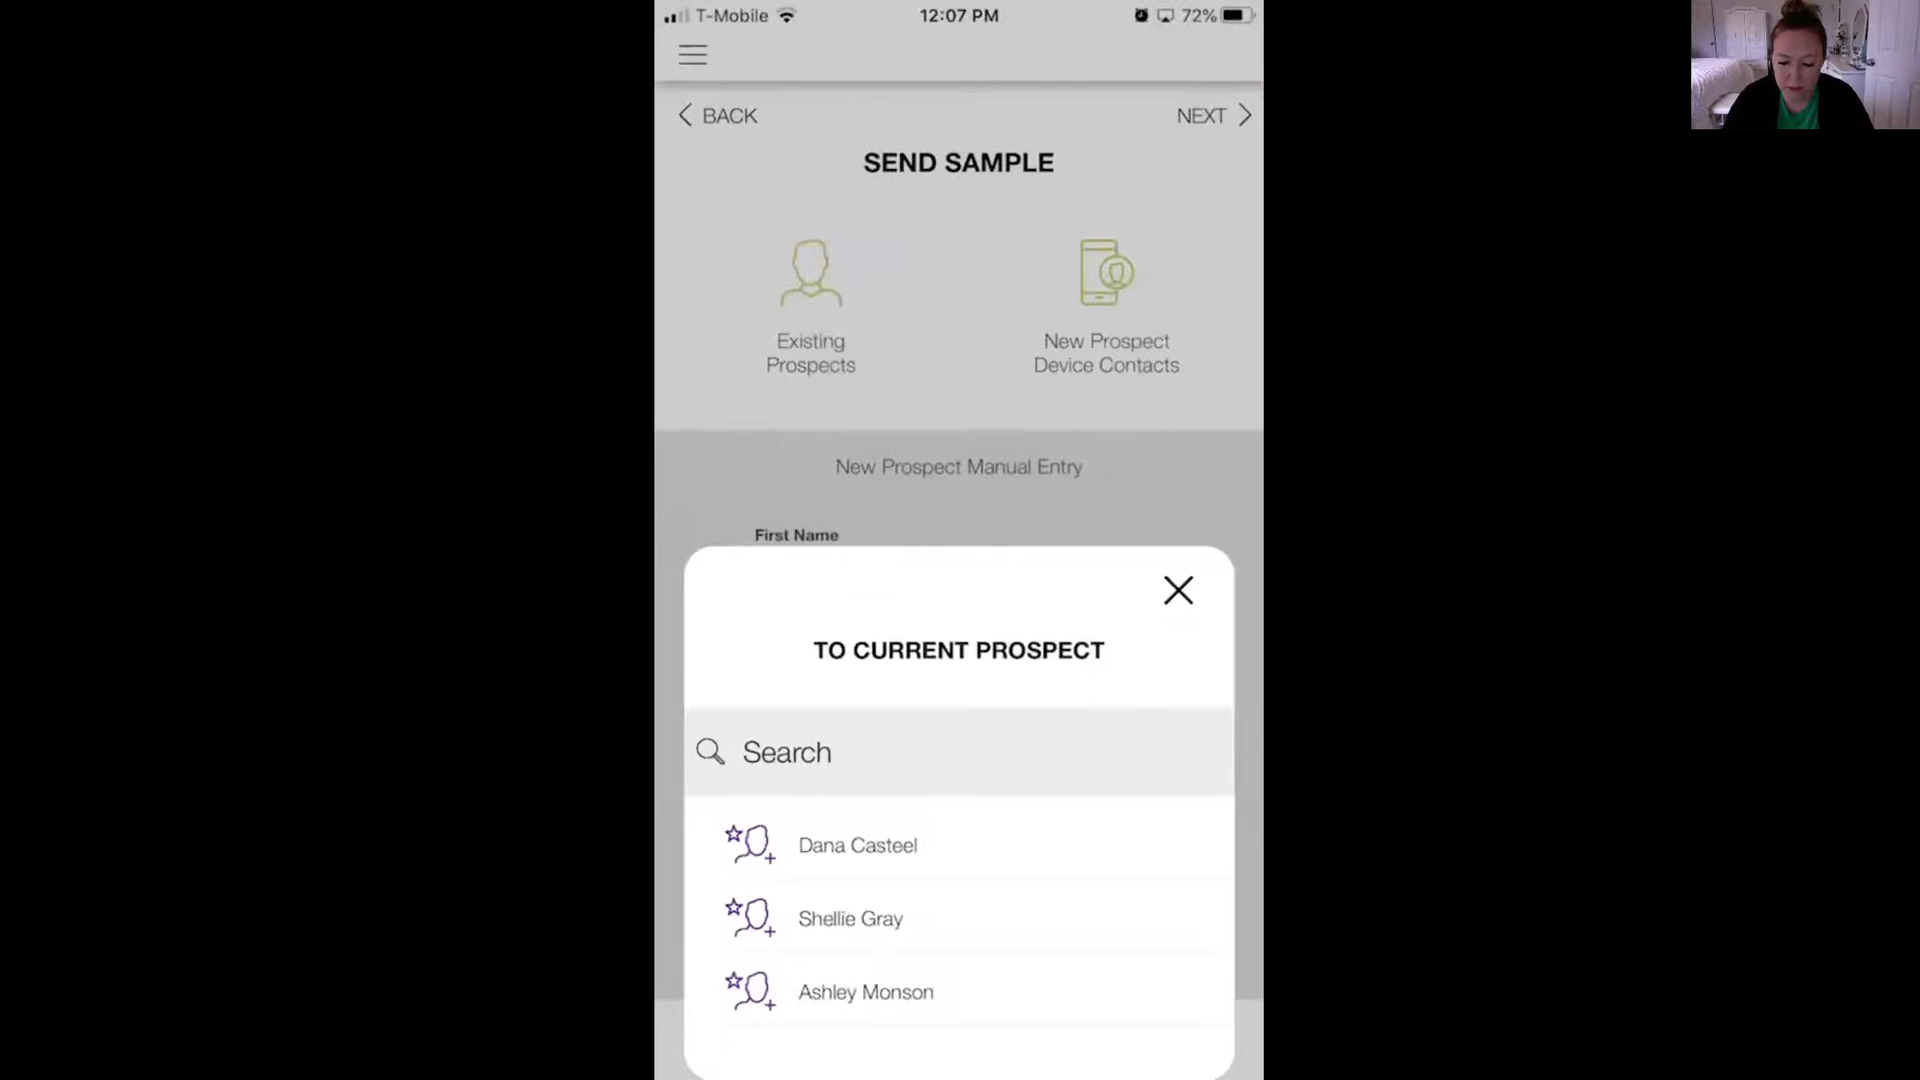 T-Mobile 12:07 PM 72%
BACK NEXT
SEND SAMPLE
Existing
Prospects
New Prospect
Device Contacts
New Prospect Manual Entry
First Name
TO CURRENT PROSPECT
Search
Dana Casteel
Shellie Gray
Ashley Monson